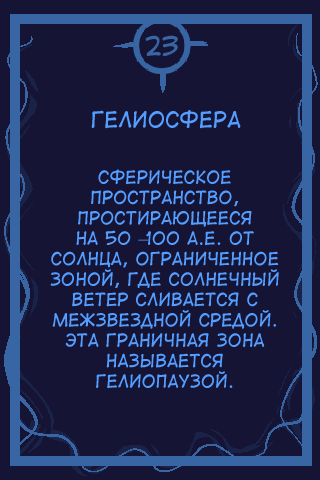 23
ГЕЛИОСФЕРА
СФЕРИЧЕСКОЕ
ПРОСТРАНСТВО,
ПРОСТИРАЮЩЕЕСЯ
НА 50 –100 А.Е. ОТ
СОЛНЦА, ОГРАНИЧЕННОЕ
ЗОНОЙ, ГДЕ СОЛНЕЧНЫЙ
ВЕТЕР СЛИВАЕТСЯ С
МЕЖЗВЕЗДНОЙ СРЕДОЙ.
ЭТА ГРАНИЧНАЯ ЗОНА
НАЗЫВАЕТСЯ
ГЕЛИОПАУЗОЙ.